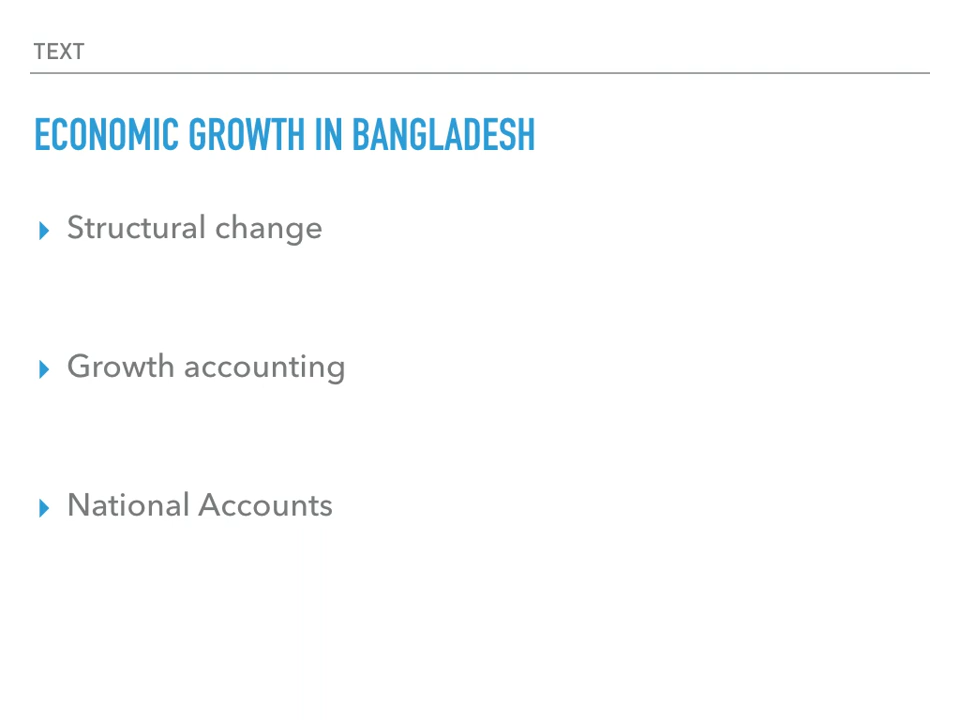 TEXT
ECONOMIC GROWTH IN BANGLADESH
Structural change
Growth accounting
National Accounts